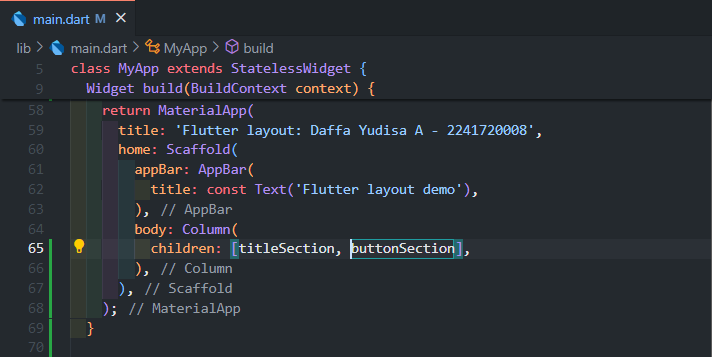 main.dart M ×
lib > main.dart > MyApp > build
5 class MyApp extends StatelessWidget {
9 Widget build(BuildContext context) {
58 return MaterialApp(
59 title: 'Flutter layout: Daffa Yudisa A - 2241720008',
60 home: Scaffold(
61 appBar: AppBar(
62 title: const Text('Flutter layout demo'),
63 ), // AppBar
64 body: Column(
65 children: [titleSection, buttonSection],
66 ), // Column
67 ), // Scaffold
68 ); // MaterialApp
69 }
70